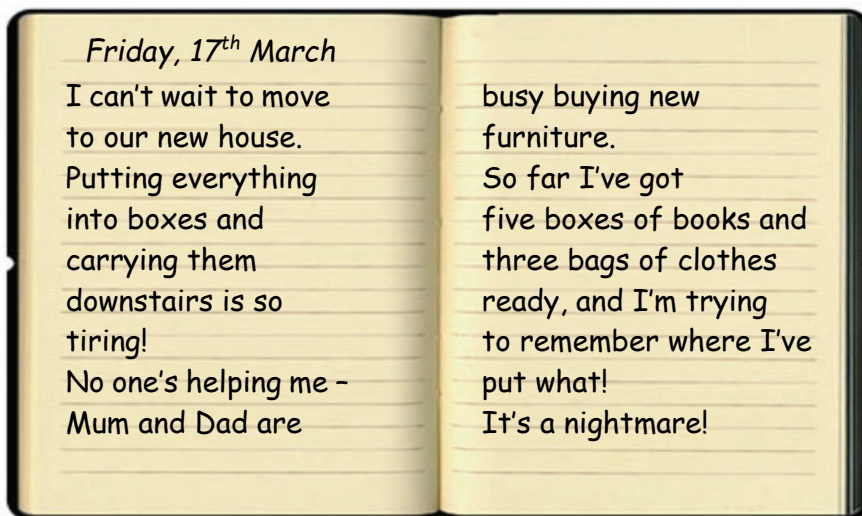 Friday, 17th March
I can't wait to move
to our new house.
Putting everything
into boxes and
carrying them
downstairs is so
tiring!
No one's helping me –
Mum and Dad are
busy buying new
furniture.
So far I've got
five boxes of books and
three bags of clothes
ready, and I'm trying
to remember where I've
put what!
It's a nightmare!